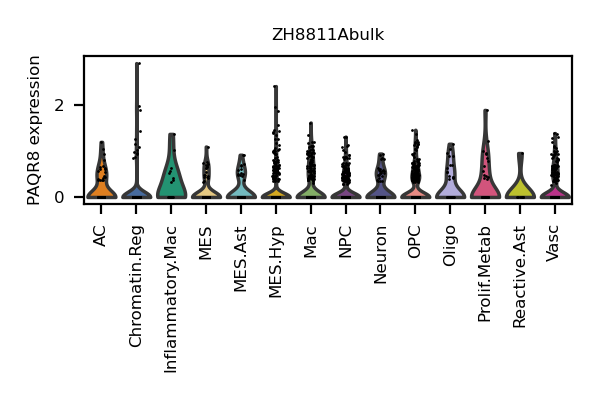 ZH8811Abulk
PAQR8 expression
2
0
AC
Chromatin.Reg
Inflammatory.Mac
MES
MES.Ast
MES.Hyp
Mac
NPC
Neuron
OPC
Oligo
Prolif.Metab
Reactive.Ast
Vasc